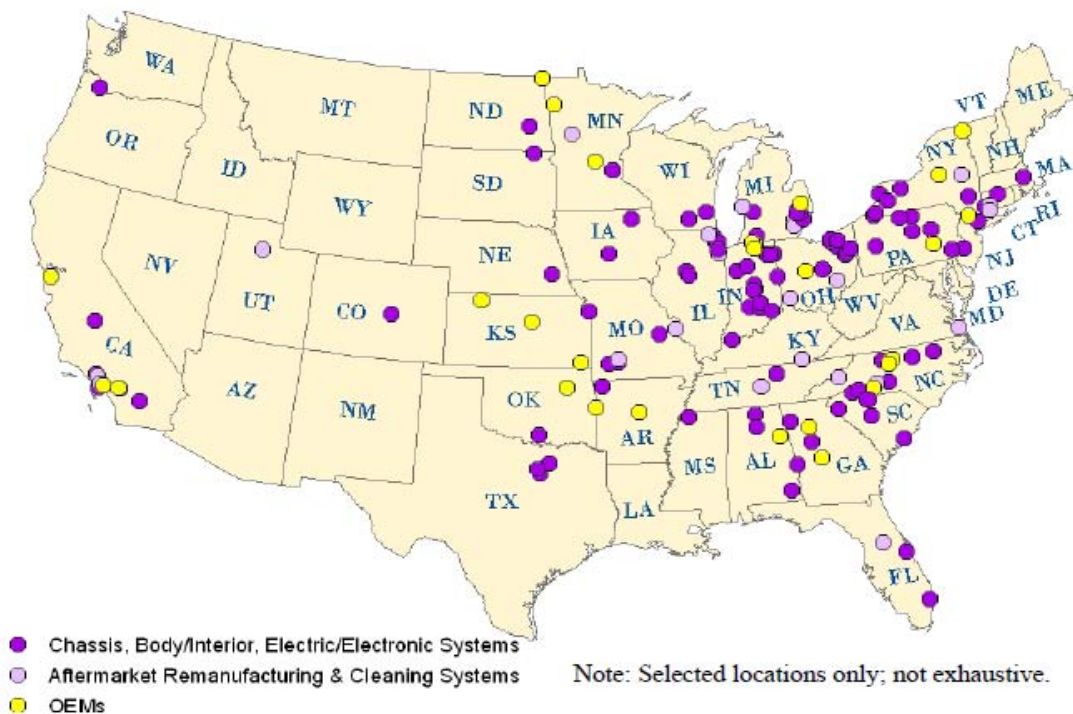 WA
MT
ND
MN
VT
ME
OR
ID
SD
WI
MI
NY
NH
MA
WY
IA
RI
CT
NV
NE
PA
NJ
UT
CO
KS
MO
IL
IN
OH
WV
DE
MD
CA
KY
VA
AZ
NM
OK
AR
TN
NC
SC
TX
LA
MS
AL
GA
FL
Chassis, Body/Interior, Electric/Electronic Systems
Aftermarket Remanufacturing & Cleaning Systems
OEMs
Note: Selected locations only; not exhaustive.